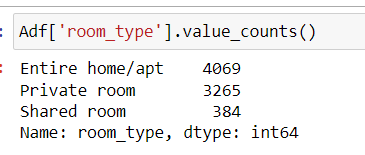 Adf['room_type'].value_counts()
Entire home/apt    4069
Private room       3265
Shared room         384
Name: room_type, dtype: int64